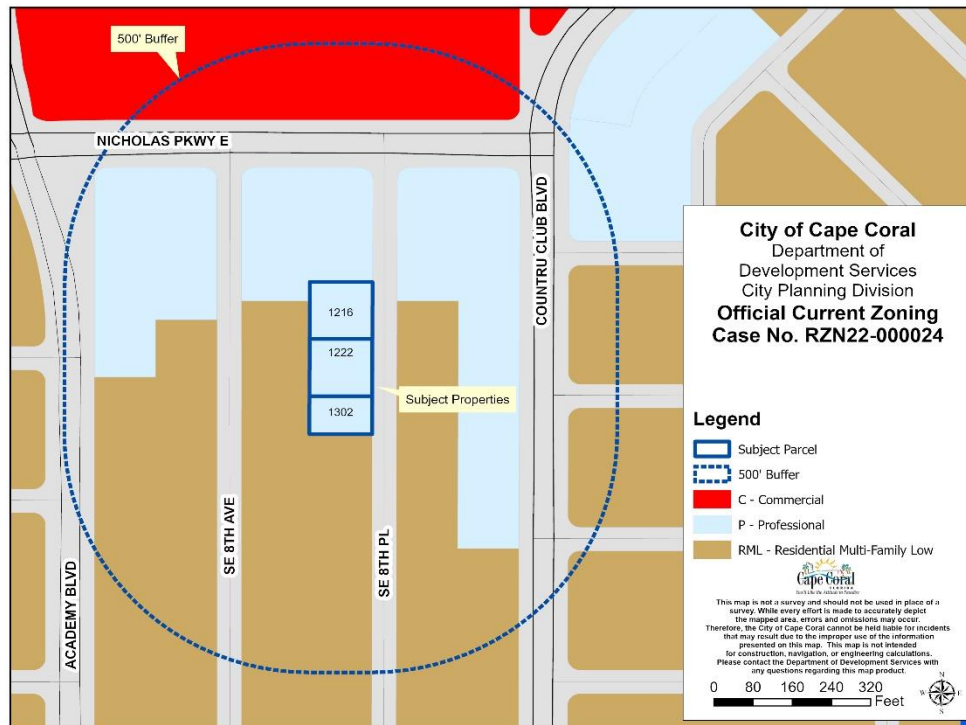 500' Buffer
NICHOLAS PKWY E
COUNTRU CLUB BLVD
1216
1222
1302
Subject Properties
SE 8TH AVE
SE 8TH PL
ACADEMY BLVD
City of Cape Coral
Department of
Development Services
City Planning Division
Official Current Zoning
Case No. RZN22-000024
Legend
Subject Parcel
500' Buffer
C - Commercial
P - Professional
RML - Residential Multi-Family Low
Cape Coral
This map is not a survey and should not be used in place of a
survey. While every effort is made to accurately depict
the mapped area, errors and omissions may occur.
Therefore, the City of Cape Coral cannot be held liable for incidents
that may result due to the improper use of the information
presented on this map. This map is not intended
for construction, navigation, or engineering calculations.
Please contact the Department of Development Services with
any questions regarding this map product.
0 80 160 240 320
Feet
N
W E
S